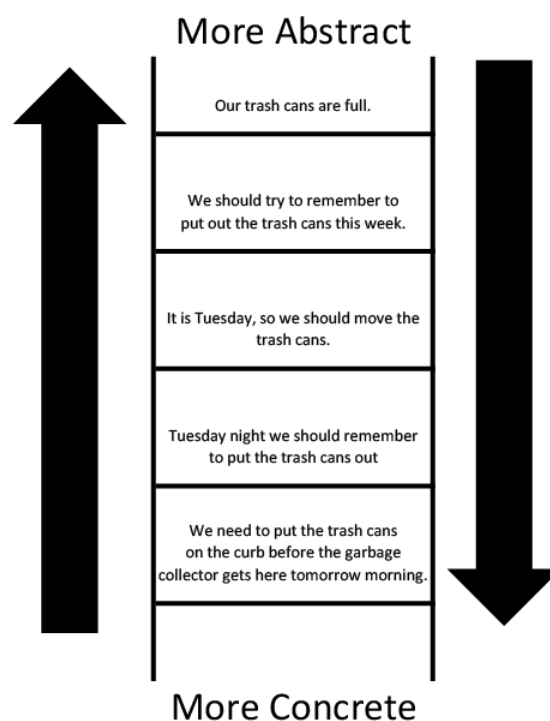 More Abstract
Our trash cans are full.
We should try to remember to
put out the trash cans this week.
It is Tuesday, so we should move the
trash cans.
Tuesday night we should remember
to put the trash cans out
We need to put the trash cans
on the curb before the garbage
collector gets here tomorrow morning.
More Concrete